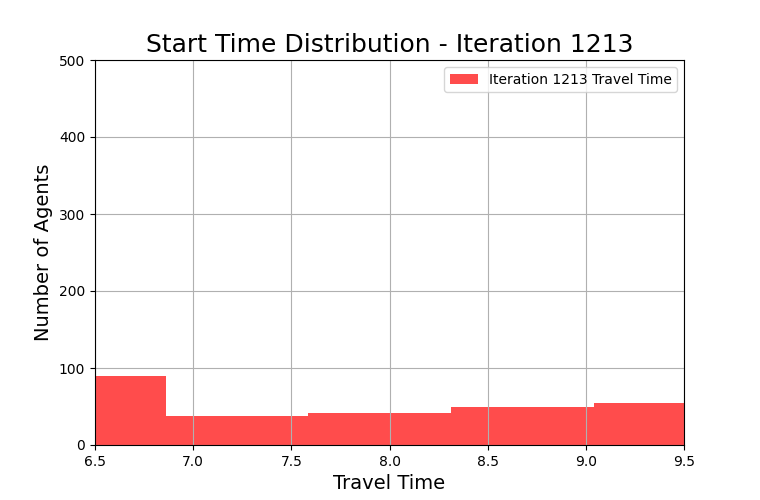 Start Time Distribution - Iteration 1213
Iteration 1213 Travel Time
Number of Agents
500
400
300
200
100
0
6.5 7.0 7.5 8.0 8.5 9.0 9.5
Travel Time